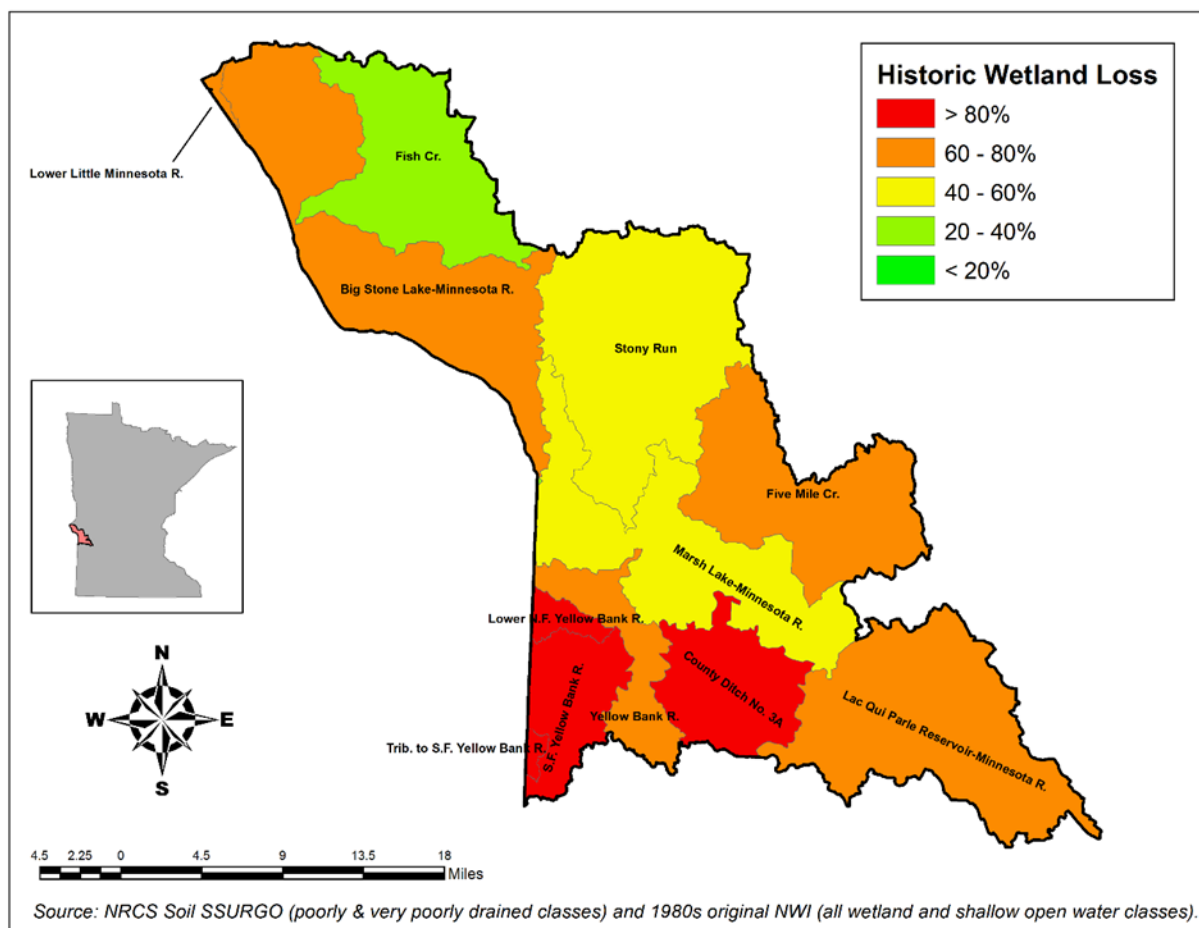 Historic Wetland Loss
> 80%
60 - 80%
40 - 60%
20 - 40%
< 20%
Lower Little Minnesota R.
Fish Cr.
Big Stone Lake-Minnesota R.
Stony Run
Five Mile Cr.
Marsh Lake-Minnesota R.
Lower N.F. Yellow Bank R.
County Ditch No. 3A
S.F. Yellow Bank R.
Yellow Bank R.
Trib. to S.F. Yellow Bank R.
Lac Qui Parle Reservoir-Minnesota R.
N
W E
S
4.5 2.25 0 4.5 9 13.5 18
Miles
Source: NRCS Soil SSURGO (poorly & very poorly drained classes) and 1980s original NWI (all wetland and shallow open water classes).